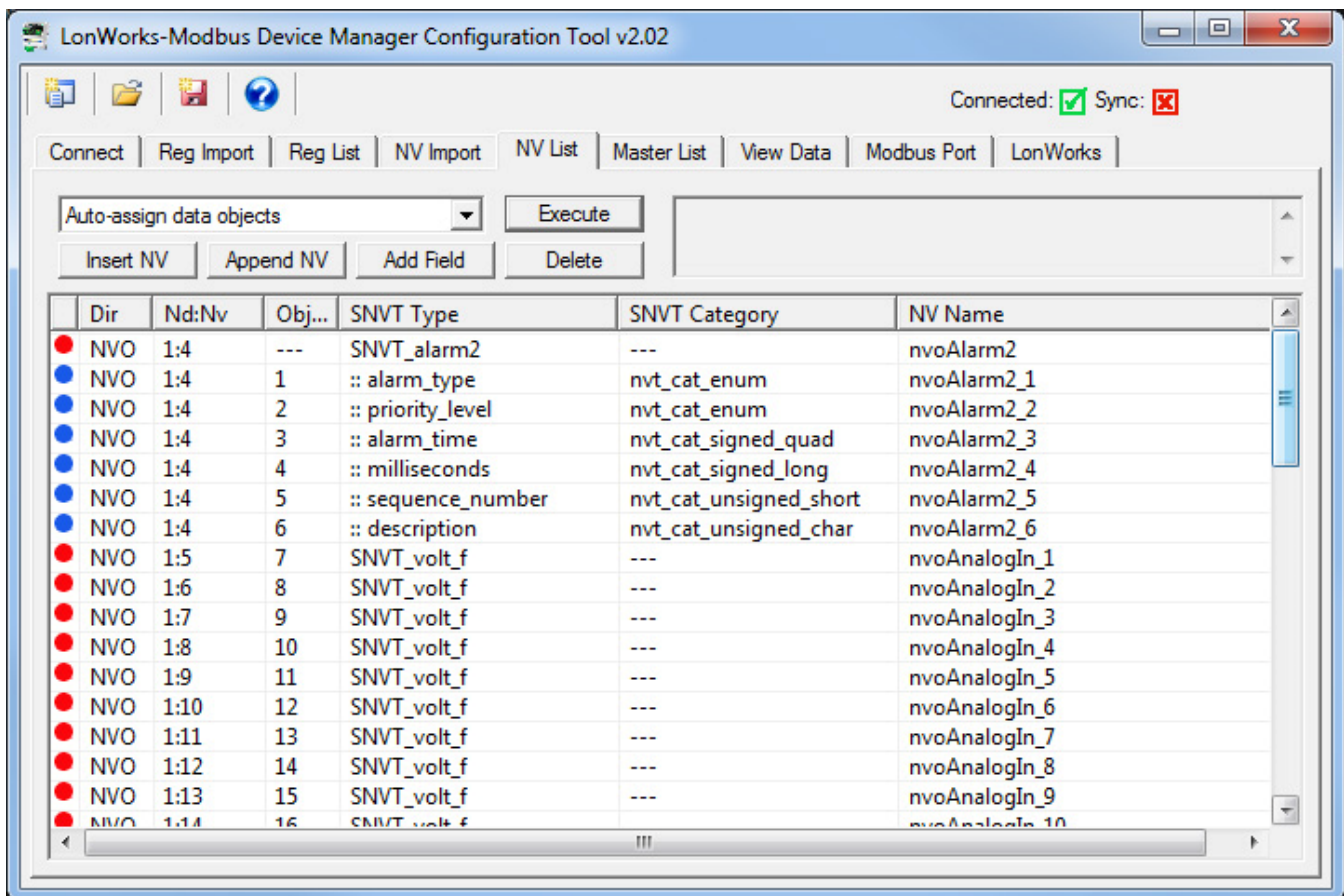 LonWorks-Modbus Device Manager Configuration Tool v2.02
Connected: Sync:
Connect Reg Import Reg List NV Import NV List Master List View Data Modbus Port LonWorks
Auto-assign data objects Execute
Insert NV Append NV Add Field Delete
Dir Nd:Nv Obj... SNVT Type SNVT Category NV Name
NVO 1:4 --- SNVT_alarm2 --- nvoAlarm2
NVO 1:4 1 :: alarm_type nvt_cat_enum nvoAlarm2_1
NVO 1:4 2 :: priority_level nvt_cat_enum nvoAlarm2_2
NVO 1:4 3 :: alarm_time nvt_cat_signed_quad nvoAlarm2_3
NVO 1:4 4 :: milliseconds nvt_cat_signed_long nvoAlarm2_4
NVO 1:4 5 :: sequence_number nvt_cat_unsigned_short nvoAlarm2_5
NVO 1:4 6 :: description nvt_cat_unsigned_char nvoAlarm2_6
NVO 1:5 7 SNVT_volt_f --- nvoAnalogIn_1
NVO 1:6 8 SNVT_volt_f --- nvoAnalogIn_2
NVO 1:7 9 SNVT_volt_f --- nvoAnalogIn_3
NVO 1:8 10 SNVT_volt_f --- nvoAnalogIn_4
NVO 1:9 11 SNVT_volt_f --- nvoAnalogIn_5
NVO 1:10 12 SNVT_volt_f --- nvoAnalogIn_6
NVO 1:11 13 SNVT_volt_f --- nvoAnalogIn_7
NVO 1:12 14 SNVT_volt_f --- nvoAnalogIn_8
NVO 1:13 15 SNVT_volt_f --- nvoAnalogIn_9
NVO 1:14 16 SNVT_volt_f nvoAnalogIn_10